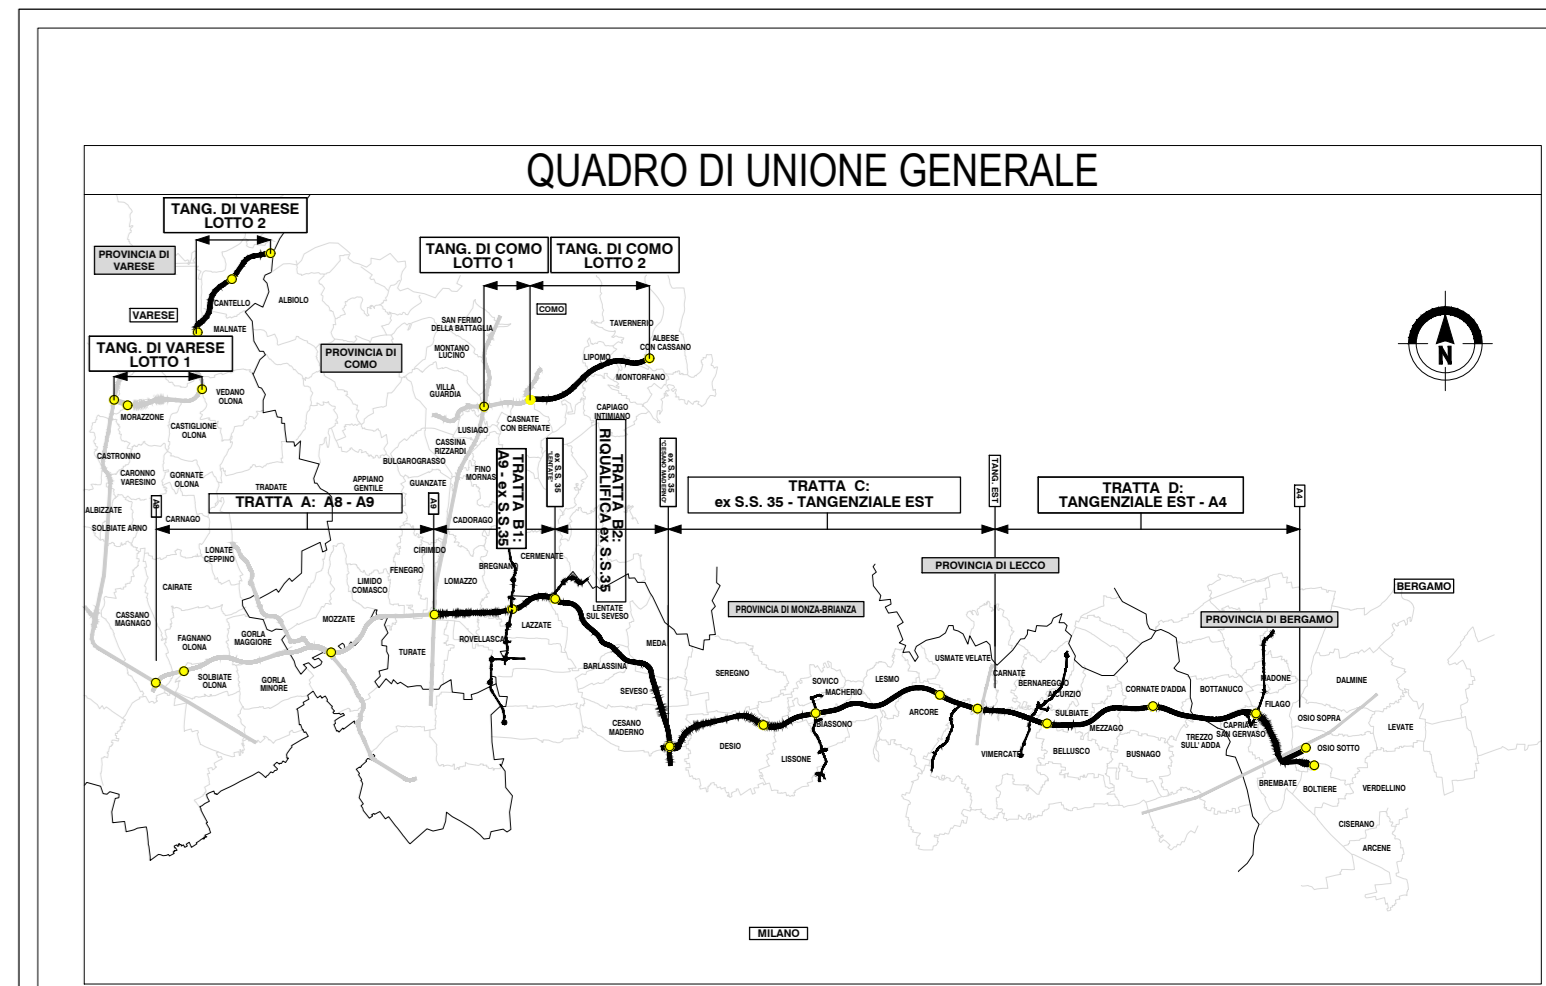 QUADRO DI UNIONE GENERALE
TANG. DI VARESE
LOTTO 2
PROVINCIA DI
VARESE
TANG. DI COMO
LOTTO 1
TANG. DI COMO
LOTTO 2
CANTELLO
ALBIOLO
VARESE
MALNATE
COMO
SAN FERMO
DELLA BATTAGLIA
TAVERNERIO
TANG. DI VARESE
LOTTO 1
PROVINCIA DI
COMO
MONTANO
LUCINO
ALBESE
CON CASSANO
LIPOMO
MONTORFANO
N
VEDANO
OLONA
VILLA
GUARDIA
MORAZZONE
CASTIGLIONE
OLONA
LUSIAGO
CASNATE
CON BERNATE
CAPIAGO
INTIMIANO
CASTRONNO
CASSINA
RIZZARDI
BULGAROGRASSO
CARONNO
VARESINO
GORNATE
OLONA
TRADATE
APPIANO
GENTILE
GUANZATE
FINO
MORNAS
TRATTA B1:
A9 - ex S.S.35
ex S.S. 35
"LENTATE"
TRATTA B2:
RIQUALIFICA ex S.S.35
ex S.S. 35
"CESANO MADERNO"
TRATTA C:
ex S.S. 35 - TANGENZIALE EST
TANG. EST
TRATTA D:
TANGENZIALE EST - A4
A4
ALBIZZATE
A8
TRATTA A: A8 - A9
A9
SOLBIATE ARNO
CARNAGO
CADORAGO
LONATE
CEPPINO
CIRIMIDO
CERMENATE
BREGNANO
FENEGRO
LOMAZZO
CAIRATE
LIMIDO
COMASCO
PROVINCIA DI LECCO
BERGAMO
CASSANO
MAGNAGO
MOZZATE
LAZZATE
LENTATE
SUL SEVESO
PROVINCIA DI MONZA-BRIANZA
PROVINCIA DI BERGAMO
FAGNANO
OLONA
GORLA
MAGGIORE
ROVELLASCA
TURATE
MEDA
SOLBIATE
OLONA
GORLA
MINORE
BARLASSINA
SEVESO
SEREGNO
SOVICO
MACHERIO
LESMO
USMATE VELATE
CARNATE
BERNAREGGIO
AICURZIO
CORNATE D'ADDA
BOTTANUCO
MADONE
DALMINE
FILAGO
CESANO
MADERNO
BIASSONO
ARCORE
SULBIATE
MEZZAGO
CAPRIATE
SAN GERVASO
OSIO SOPRA
LEVATE
DESIO
LISSONE
VIMERCATE
BELLUSCO
BUSNAGO
TREZZO
SULL' ADDA
OSIO SOTTO
BREMBATE
BOLTIERE
VERDELLINO
CISERANO
ARCENE
MILANO